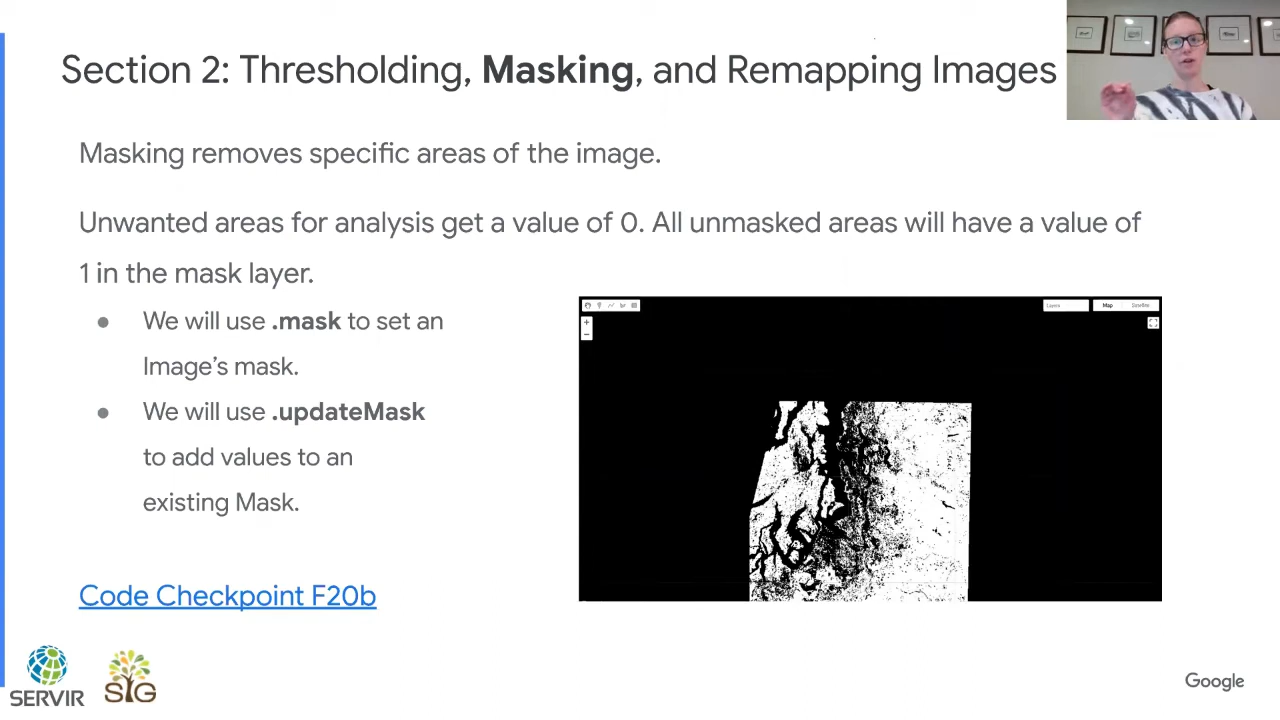 Section 2: Thresholding, Masking, and Remapping Images
Masking removes specific areas of the image.
Unwanted areas for analysis get a value of 0. All unmasked areas will have a value of
1 in the mask layer.
● We will use .mask to set an
Image's mask.
● We will use .updateMask
to add values to an
existing Mask.
Layers
Map
Satellite
Code Checkpoint F20b
SERVIR
SIG
Google